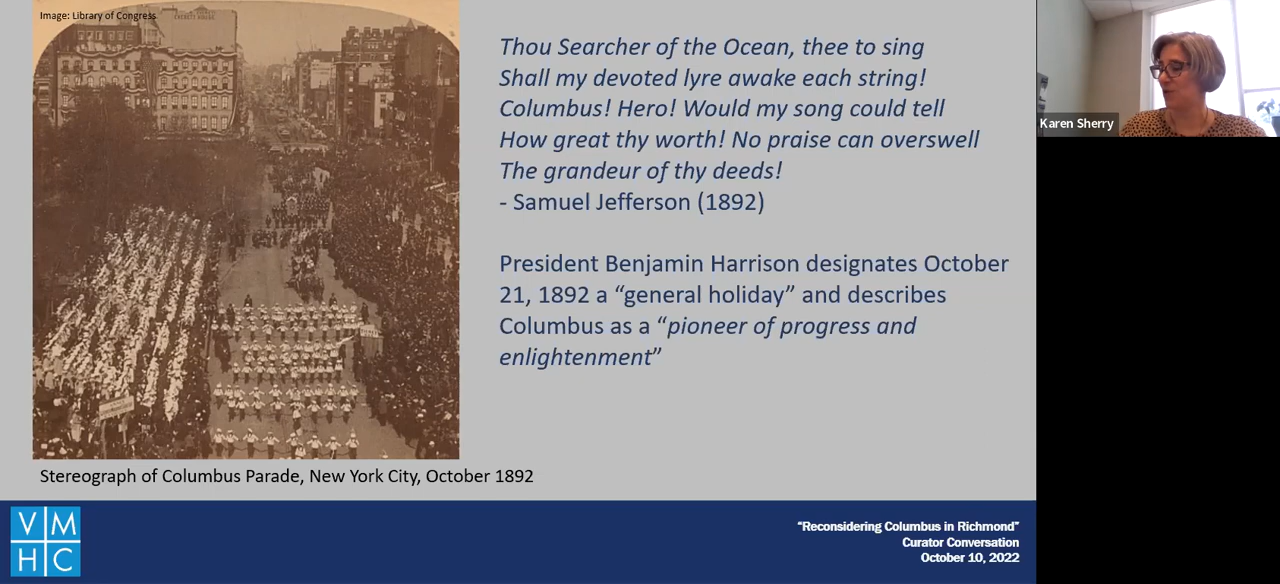 Image: Library of Congress
EVERETT HOUSE
Thou Searcher of the Ocean, thee to sing
Shall my devoted lyre awake each string!
Columbus! Hero! Would my song could tell
How great thy worth! No praise can overswell
The grandeur of thy deeds!
- Samuel Jefferson (1892)
President Benjamin Harrison designates October
21, 1892 a “general holiday” and describes
Columbus as a “pioneer of progress and
enlightenment”
Stereograph of Columbus Parade, New York City, October 1892
V M
H C
“Reconsidering Columbus in Richmond”
Curator Conversation
October 10, 2022
Karen Sherry